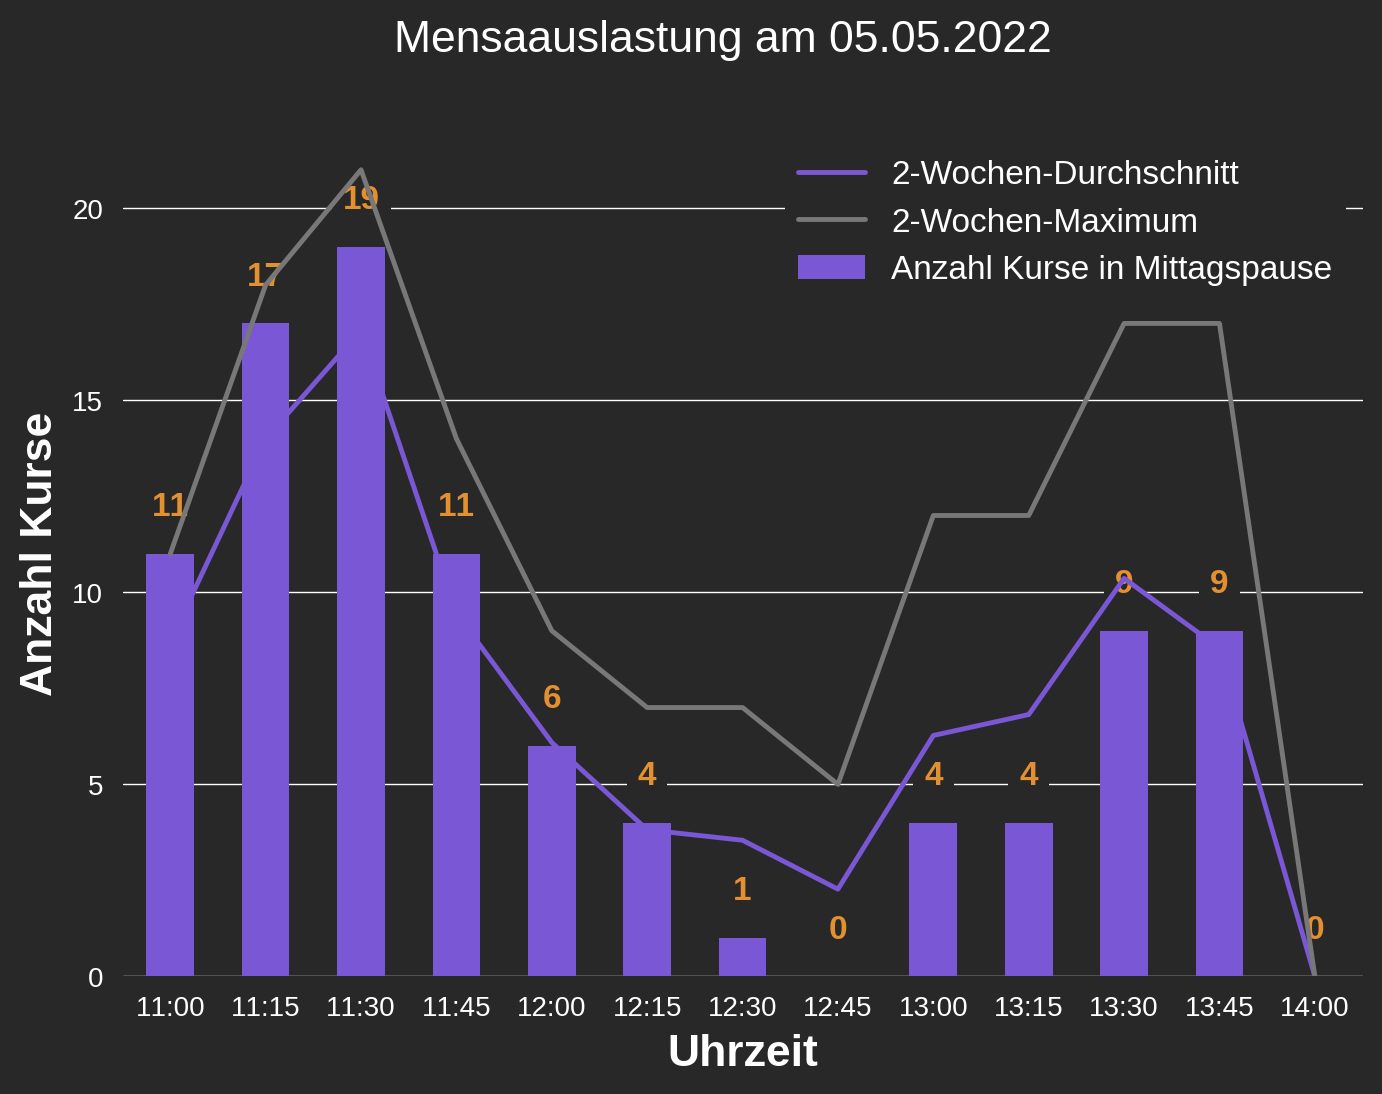 Mensaauslastung am 05.05.2022
2-Wochen-Durchschnitt
2-Wochen-Maximum
Anzahl Kurse in Mittagspause
Anzahl Kurse
20
15
10
5
0
11
17
19
11
6
4
1
0
4
4
9
9
0
11:00 11:15 11:30 11:45 12:00 12:15 12:30 12:45 13:00 13:15 13:30 13:45 14:00
Uhrzeit